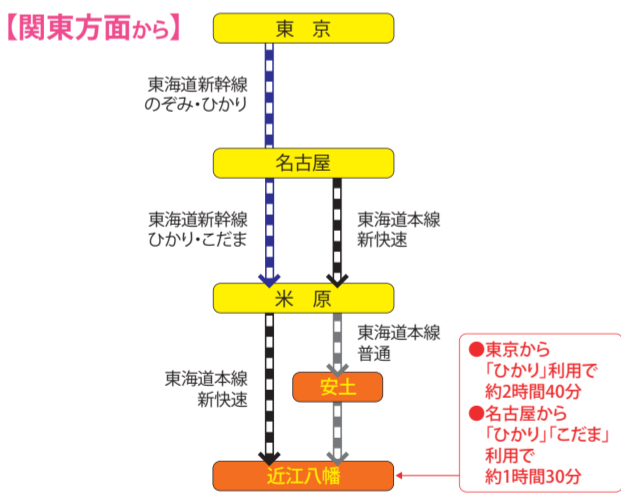 【関東方面から】
東 京
東海道新幹線
のぞみ・ひかり
名古屋
東海道新幹線
ひかり・こだま
東海道本線
新快速
米 原
東海道本線
普通
東海道本線
新快速
安土
近江八幡
●東京から
「ひかり」利用で
約2時間40分
●名古屋から
「ひかり」「こだま」
利用で
約1時間30分